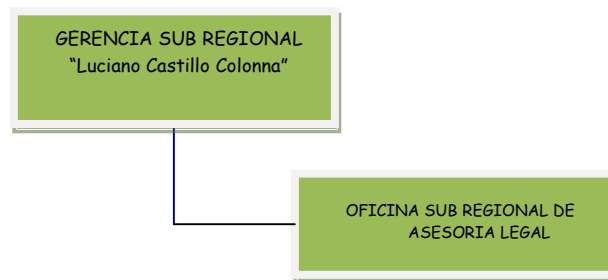 GERENCIA SUB REGIONAL
“Luciano Castillo Colonna”
OFICINA SUB REGIONAL DE
ASESORIA LEGAL